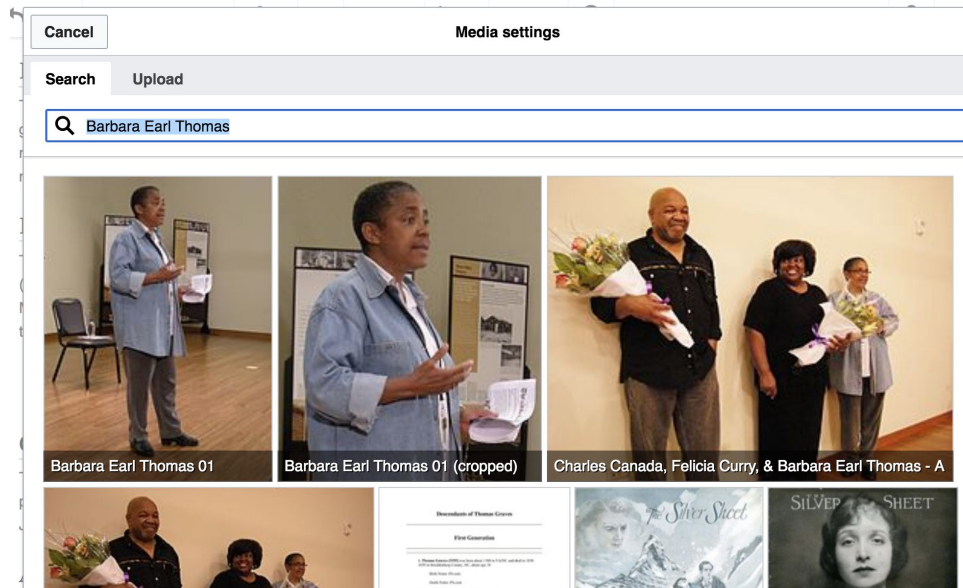 Cancel
Media settings
Search
Upload
Barbara Earl Thomas
Barbara Earl Thomas 01
Barbara Earl Thomas 01 (cropped)
Charles Canada, Felicia Curry, & Barbara Earl Thomas - A
Descendants of Thomas Graves
First Generation
The Silver Sheet
SILVER SHEET